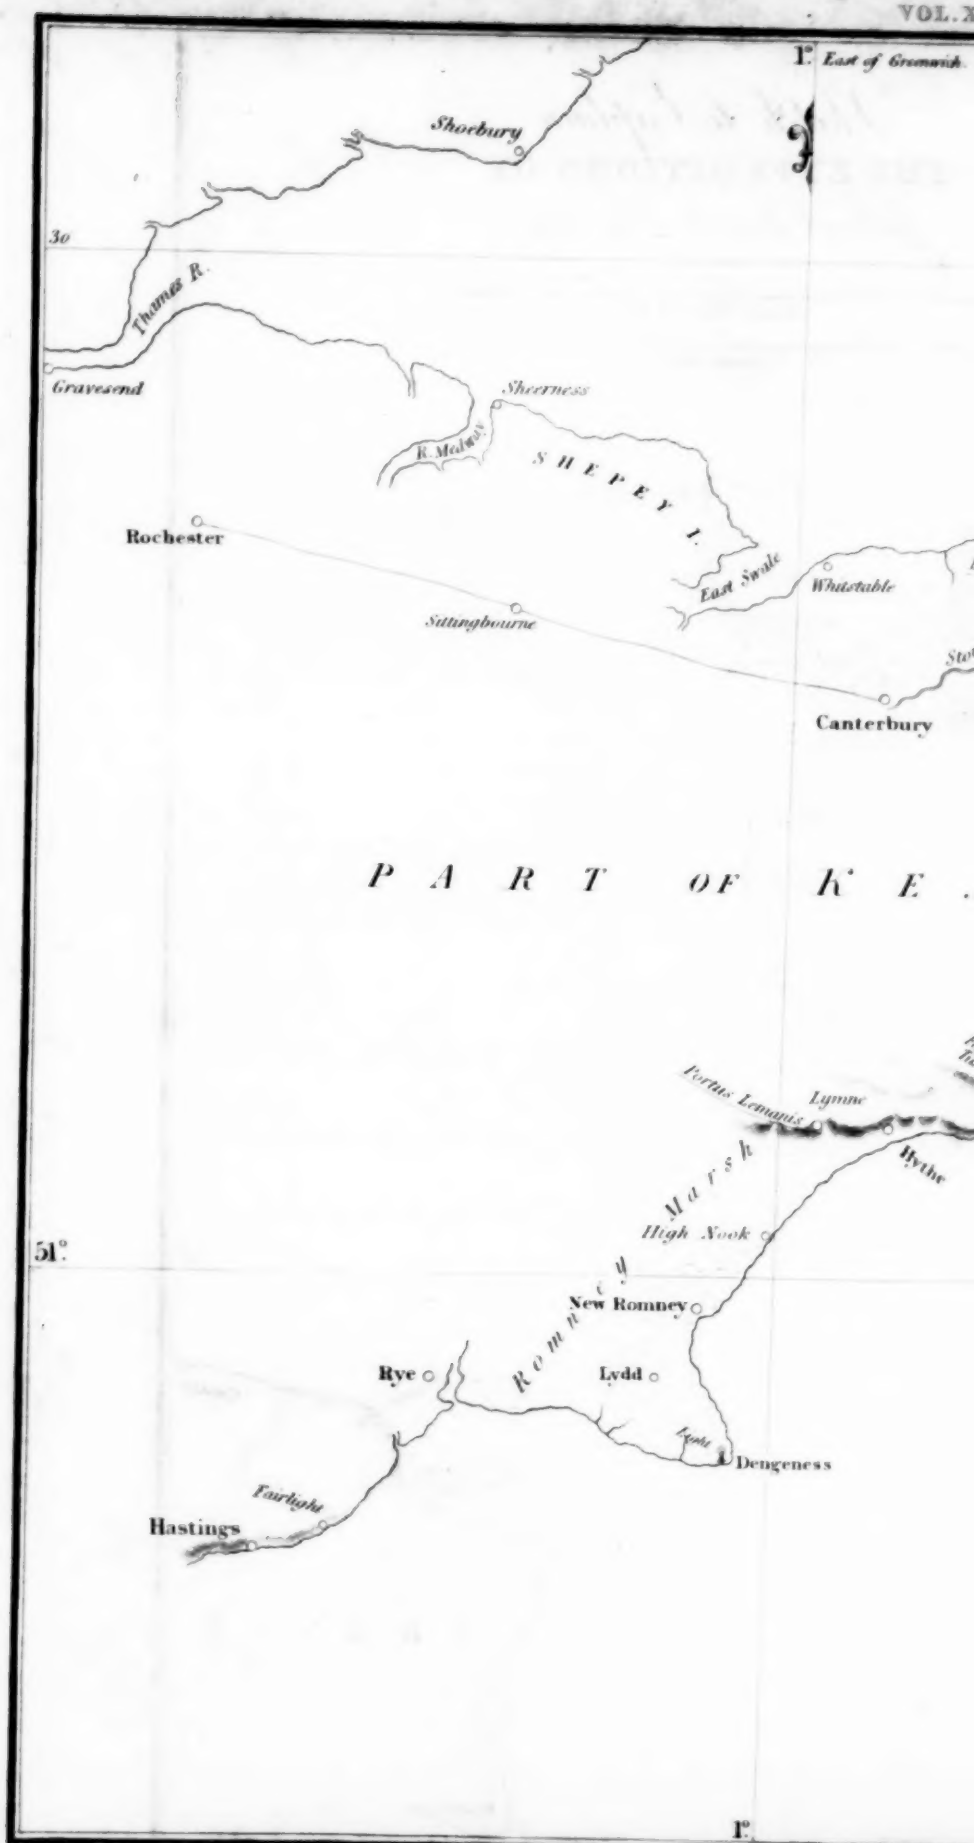 VOL.X
1°. East of Greenwich.
Shoebury
30
Thames R.
Gravesend
Sheerness
R. Medway
SHEPEY I.
Rochester
East Swale
Whitstable
Sittingbourne
Stou
Canterbury
PART OF KE
Portus Lemanis
Lymne
Hythe
Romney Marsh
High Nook
51°.
New Romney
Rye
Lydd
Light
Dengeness
Fairlight
Hastings
1°.